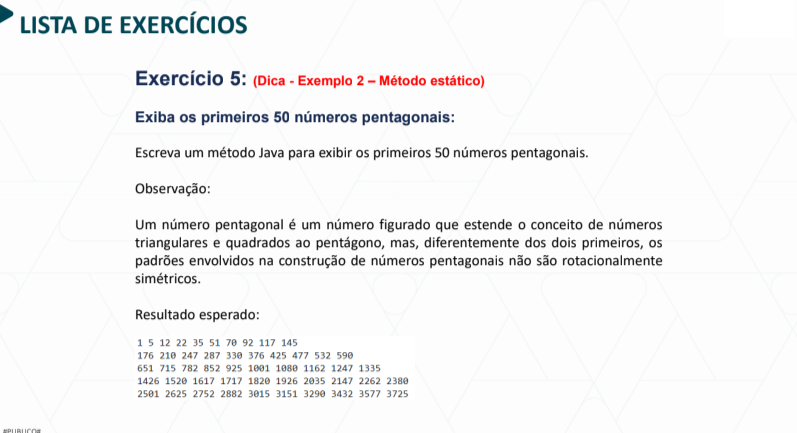 LISTA DE EXERCÍCIOS
Exercício 5: (Dica - Exemplo 2 – Método estático)
Exiba os primeiros 50 números pentagonais:
Escreva um método Java para exibir os primeiros 50 números pentagonais.
Observação:
Um número pentagonal é um número figurado que estende o conceito de números
triangulares e quadrados ao pentágono, mas, diferentemente dos dois primeiros, os
padrões envolvidos na construção de números pentagonais não são rotacionalmente
simétricos.
Resultado esperado:
1 5 12 22 35 51 70 92 117 145
176 210 247 287 330 376 425 477 532 590
651 715 782 852 925 1001 1080 1162 1247 1335
1426 1520 1617 1717 1820 1926 2035 2147 2262 2380
2501 2625 2752 2882 3015 3151 3290 3432 3577 3725
#PUBLICO#